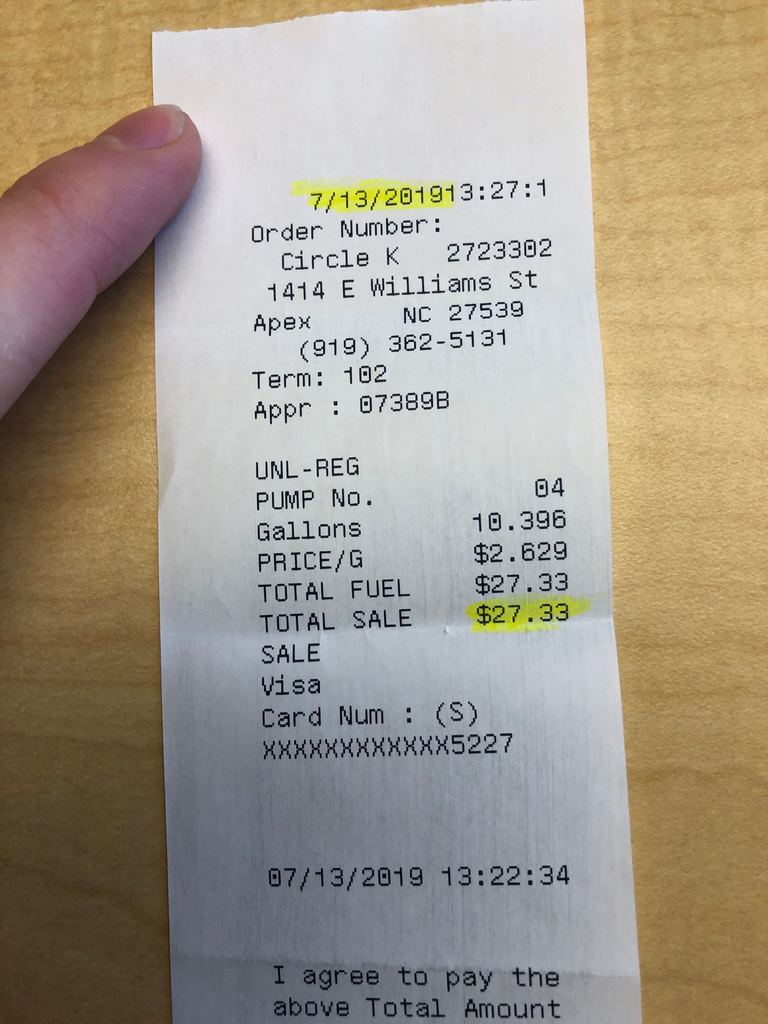 7/13/201913:27:1
Order Number:
Circle K 2723302
1414 E Williams St
Apex NC 27539
(919) 362-5131
Term: 102
Appr : 07389B
UNL-REG
PUMP No. 04
Gallons 10.396
PRICE/G $2.629
TOTAL FUEL $27.33
TOTAL SALE $27.33
SALE
Visa
Card Num : (S)
XXXXXXXXXXXX5227
07/13/2019 13:22:34
I agree to pay the
above Total Amount